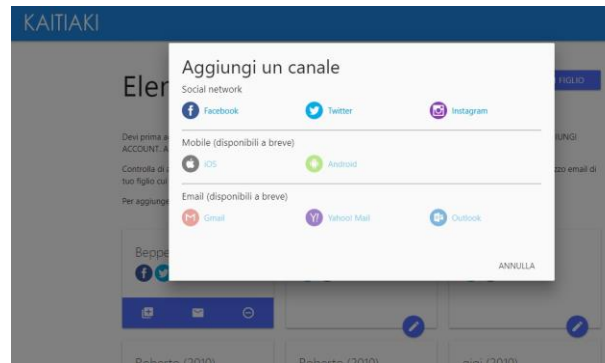 KAITIAKI
Aggiungi un canale
Elen
FIGLIO
Social network
Facebook Twitter Instagram
Devi prima a
IUNGI
ACCOUNT. A
Mobile (disponibili a breve)
iOS Android
Controlla di a
zzo email di
tuo figlio cui
Email (disponibili a breve)
Per aggiunge
Gmail Yahoo! Mail Outlook
Beppe
ANNULLA
Roberto (2010) Roberto (2010) pipi (2010)